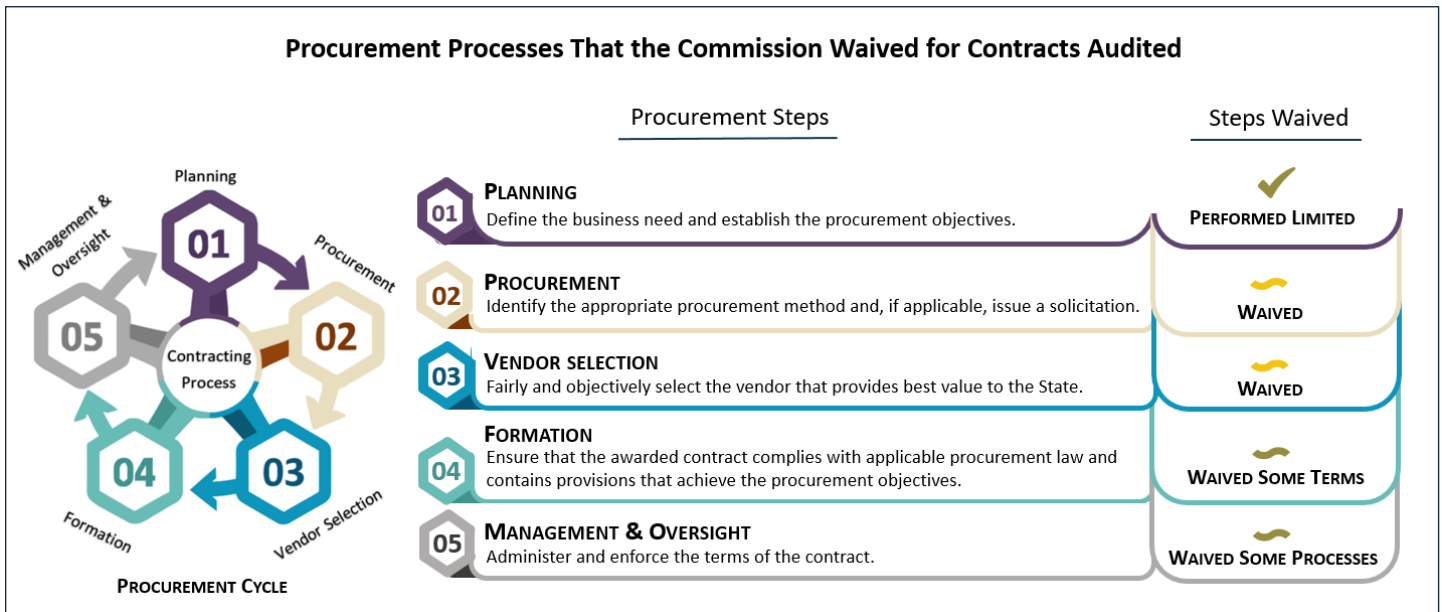 Procurement Processes That the Commission Waived for Contracts Audited
Procurement Steps
Steps Waived
Planning
Management &
Oversight
Procurement
01
02
05
Contracting
Process
04
03
Formation
Vendor Selection
PROCUREMENT CYCLE
01
PLANNING
Define the business need and establish the procurement objectives.
PERFORMED LIMITED
02
PROCUREMENT
Identify the appropriate procurement method and, if applicable, issue a solicitation.
WAIVED
03
VENDOR SELECTION
Fairly and objectively select the vendor that provides best value to the State.
WAIVED
04
FORMATION
Ensure that the awarded contract complies with applicable procurement law and
contains provisions that achieve the procurement objectives.
WAIVED SOME TERMS
05
MANAGEMENT & OVERSIGHT
Administer and enforce the terms of the contract.
WAIVED SOME PROCESSES